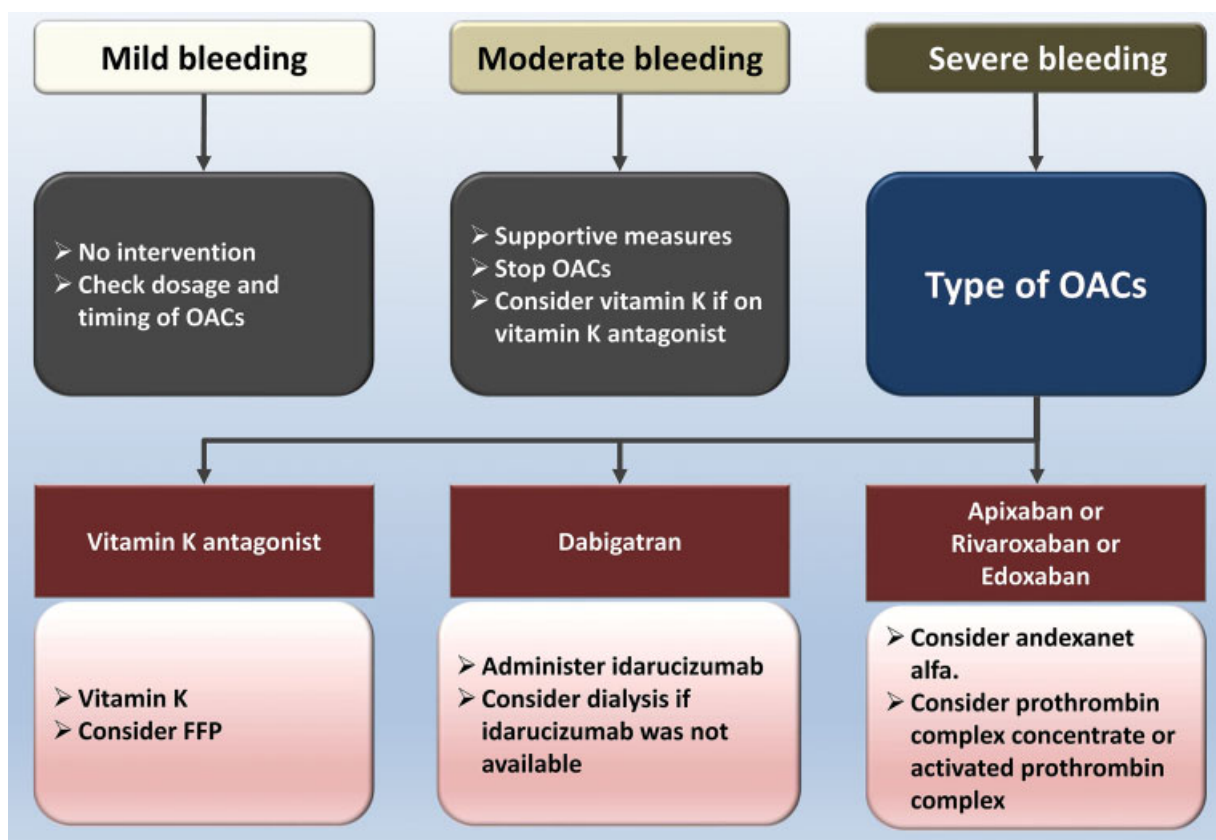 Mild bleeding
Moderate bleeding
Severe bleeding
➢ No intervention
➢ Check dosage and
timing of OACs
➢ Supportive measures
➢ Stop OACs
➢ Consider vitamin K if on
vitamin K antagonist
Type of OACs
Vitamin K antagonist
Dabigatran
Apixaban or
Rivaroxaban or
Edoxaban
➢ Vitamin K
➢ Consider FFP
➢ Administer idarucizumab
➢ Consider dialysis if
idarucizumab was not
available
➢ Consider andexanet
alfa.
➢ Consider prothrombin
complex concentrate or
activated prothrombin
complex